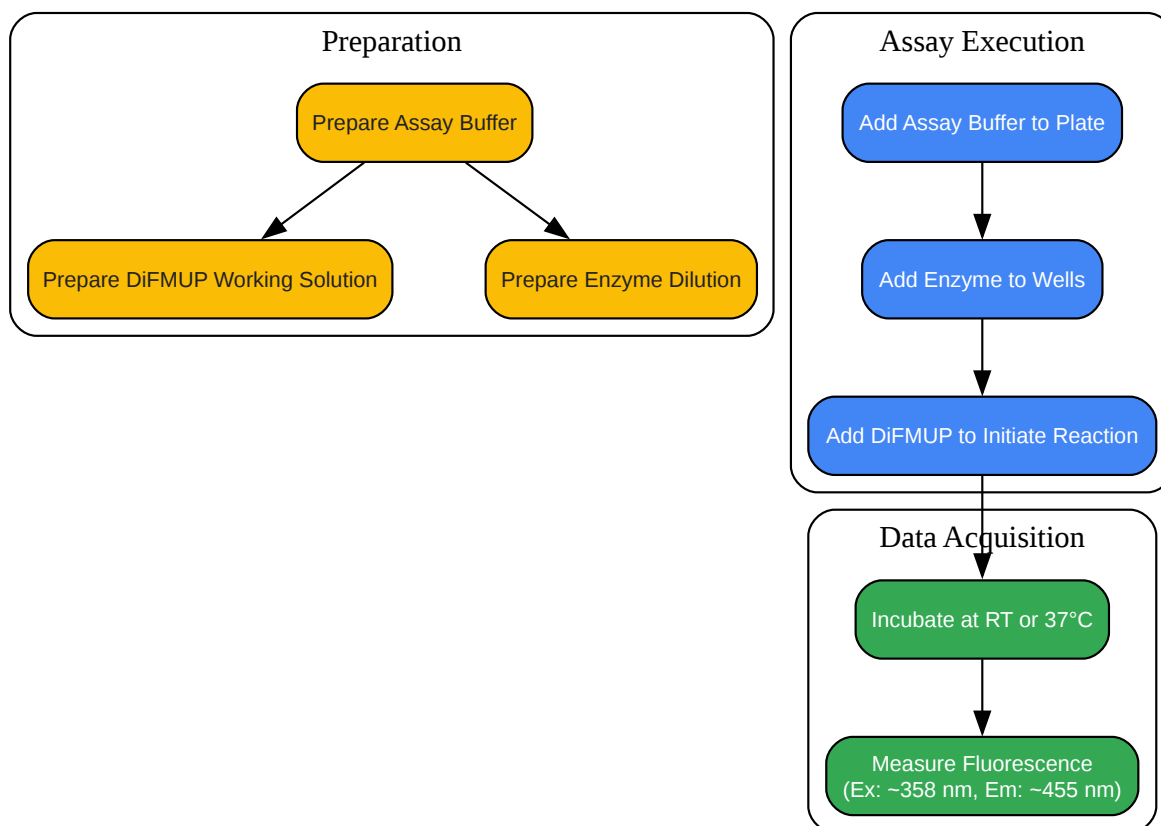 Preparation
Prepare Assay Buffer
Prepare DiFMUP Working Solution
Prepare Enzyme Dilution
Assay Execution
Add Assay Buffer to Plate
Add Enzyme to Wells
Add DiFMUP to Initiate Reaction
Data Acquisition
Incubate at RT or 37°C
Measure Fluorescence
(Ex: ~358 nm, Em: ~455 nm)